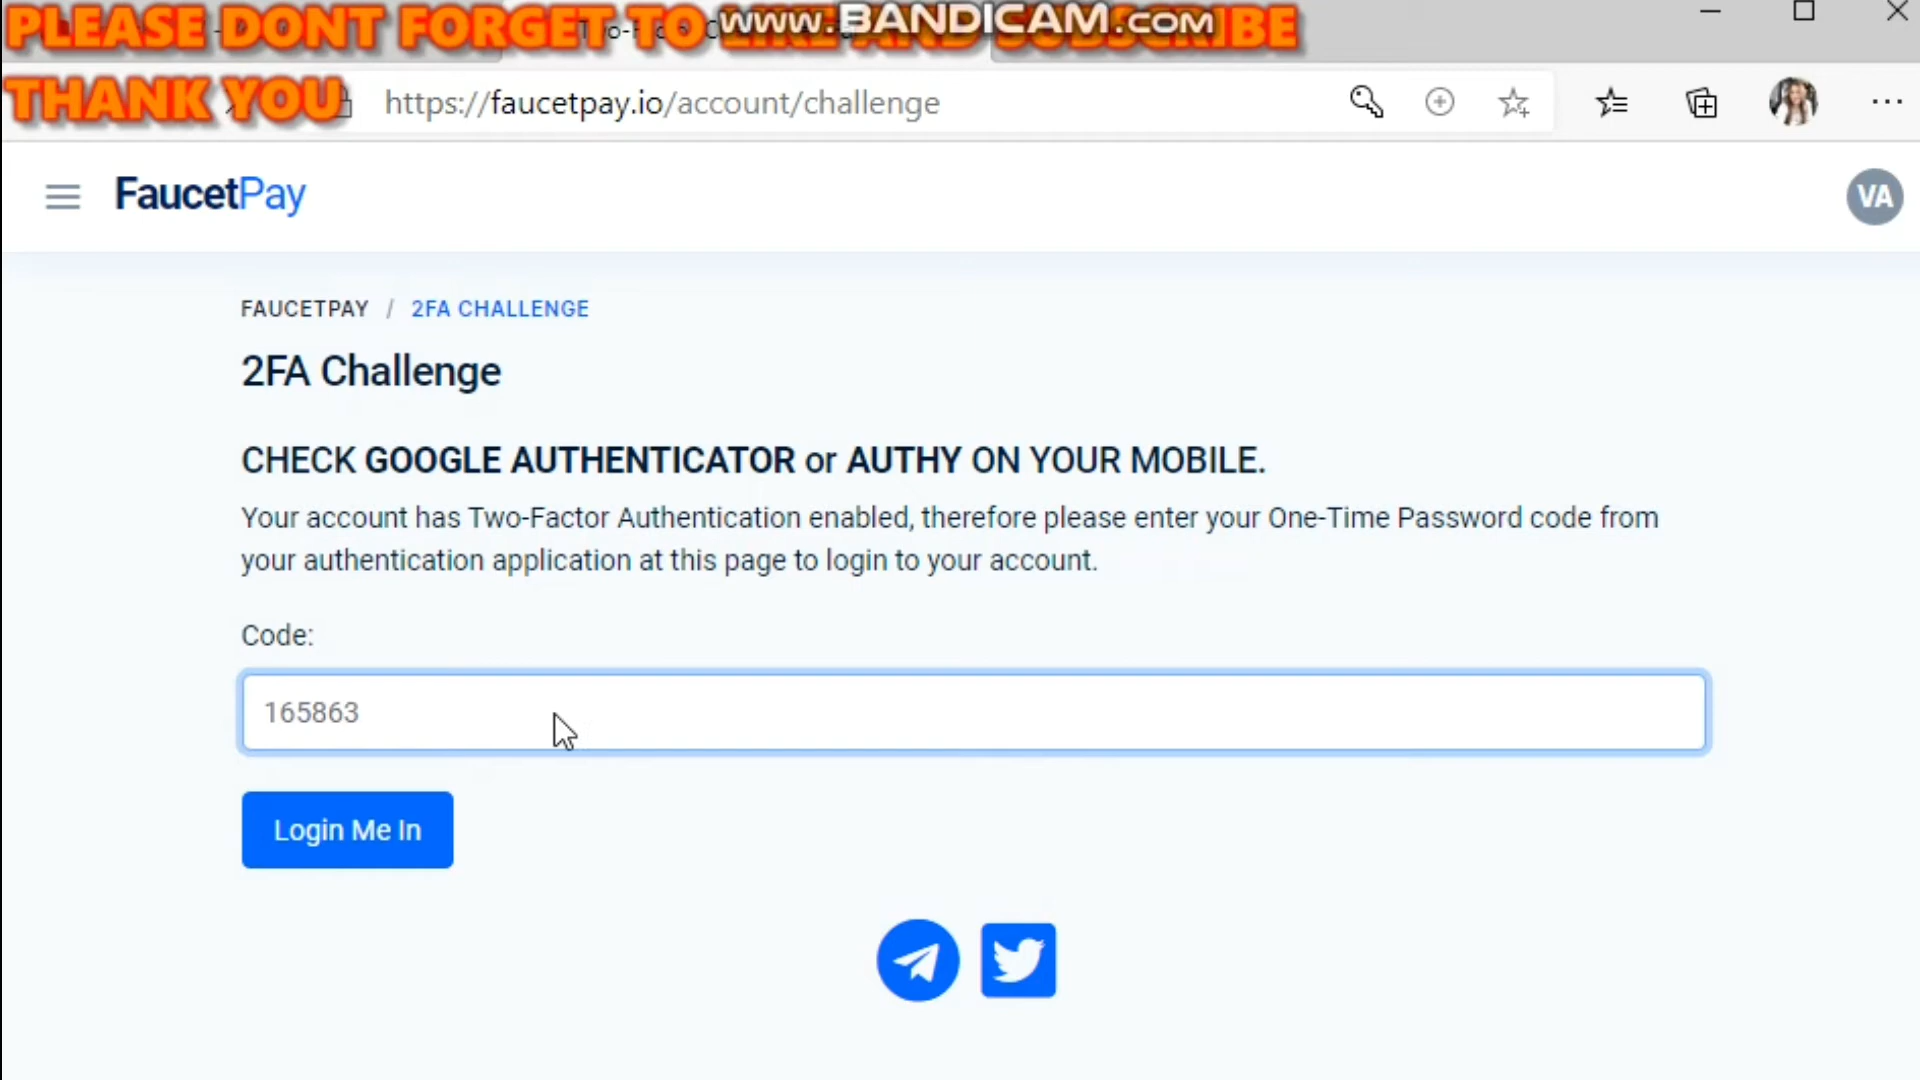 PLEASE DONT FORGET TO LIKE AND SUBSCRIBE
www.BANDICAM.com
THANK YOU
https://faucetpay.io/account/challenge
FaucetPay
VA
FAUCETPAY / 2FA CHALLENGE
2FA Challenge
CHECK GOOGLE AUTHENTICATOR or AUTHY ON YOUR MOBILE.
Your account has Two-Factor Authentication enabled, therefore please enter your One-Time Password code from
your authentication application at this page to login to your account.
Code:
165863
Login Me In